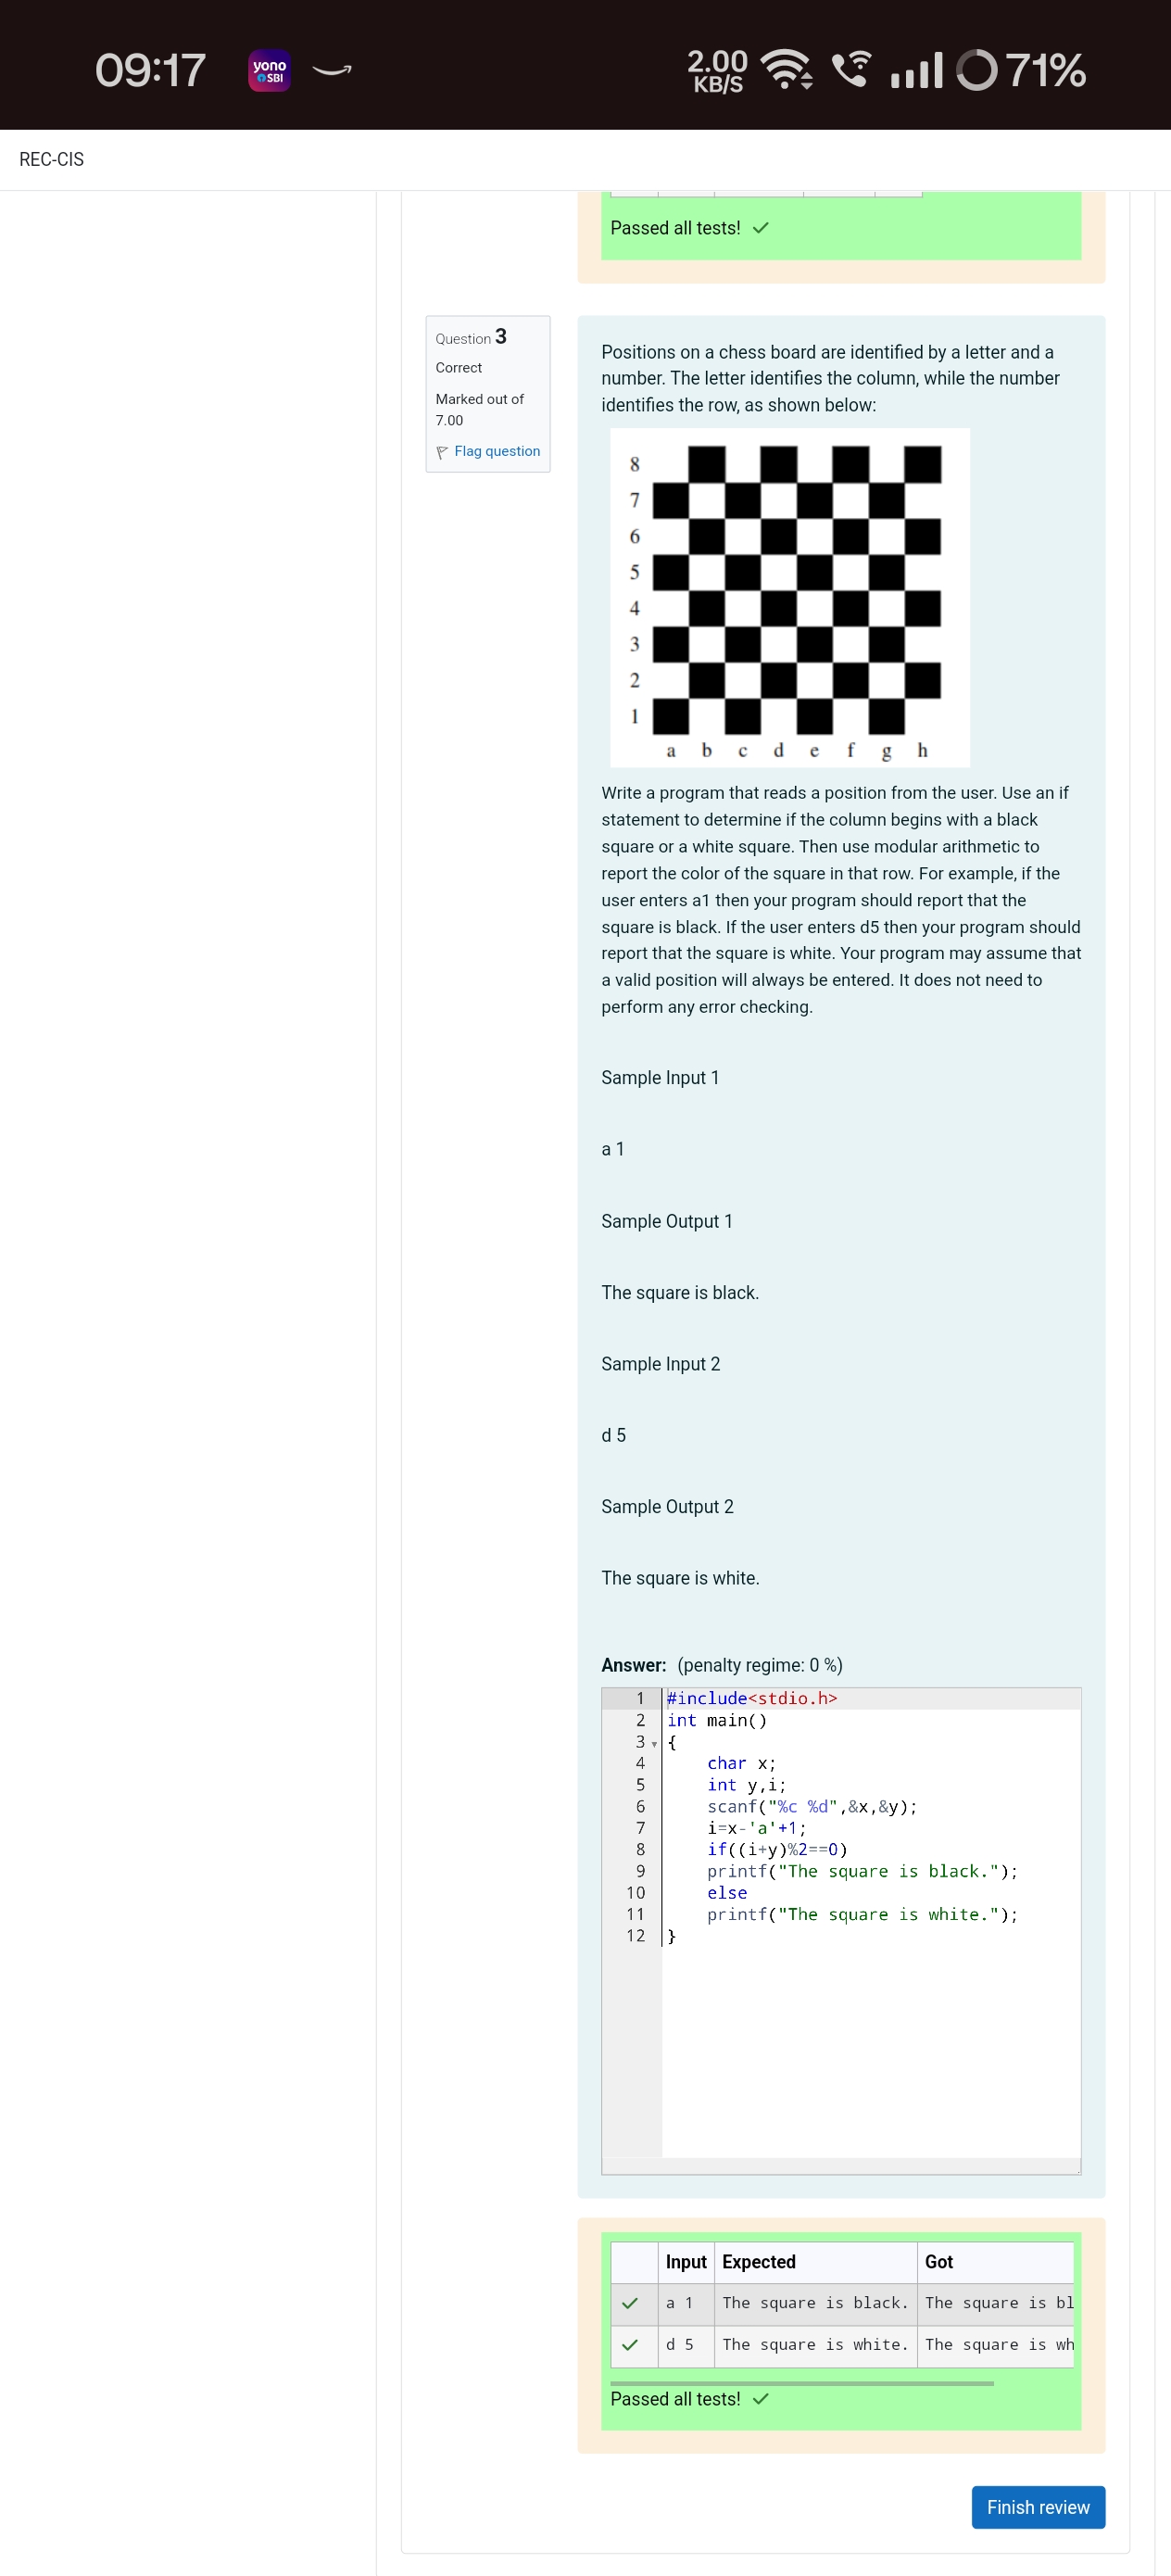 09:17
yono
SBI
2.00
KB/S
71%
REC-CIS
Passed all tests!
Question 3
Correct
Marked out of
7.00
Flag question
Positions on a chess board are identified by a letter and a
number. The letter identifies the column, while the number
identifies the row, as shown below:
8
7
6
5
4
3
2
1
a b c d e f g h
Write a program that reads a position from the user. Use an if
statement to determine if the column begins with a black
square or a white square. Then use modular arithmetic to
report the color of the square in that row. For example, if the
user enters a1 then your program should report that the
square is black. If the user enters d5 then your program should
report that the square is white. Your program may assume that
a valid position will always be entered. It does not need to
perform any error checking.
Sample Input 1
a 1
Sample Output 1
The square is black.
Sample Input 2
d 5
Sample Output 2
The square is white.
Answer: (penalty regime: 0 %)
1 #include<stdio.h>
2 int main()
3 {
4     char x;
5     int y,i;
6     scanf("%c %d",&x,&y);
7     i=x-'a'+1;
8     if((i+y)%2==0)
9     printf("The square is black.");
10     else
11     printf("The square is white.");
12 }
Input Expected Got
a 1 The square is black. The square is bl
d 5 The square is white. The square is wh
Passed all tests!
Finish review